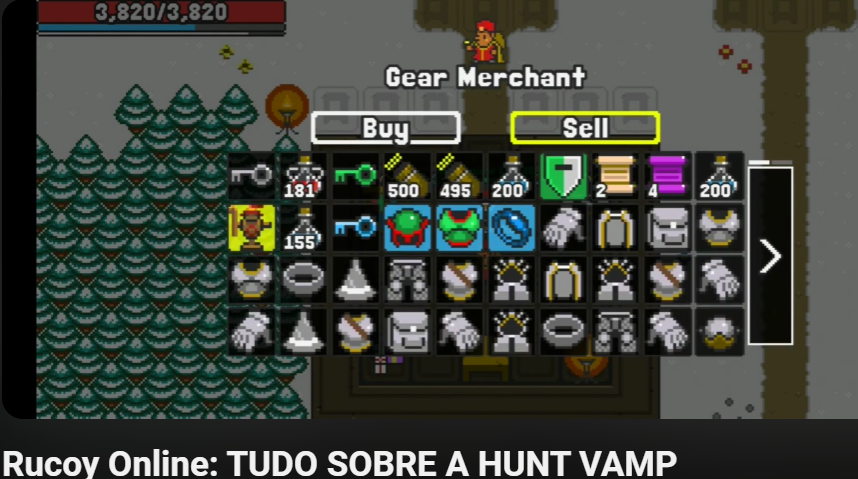 3,820/3,820
Gear Merchant
Buy Sell
181 500 495 200 2 4 200
155
Rucoy Online: TUDO SOBRE A HUNT VAMP